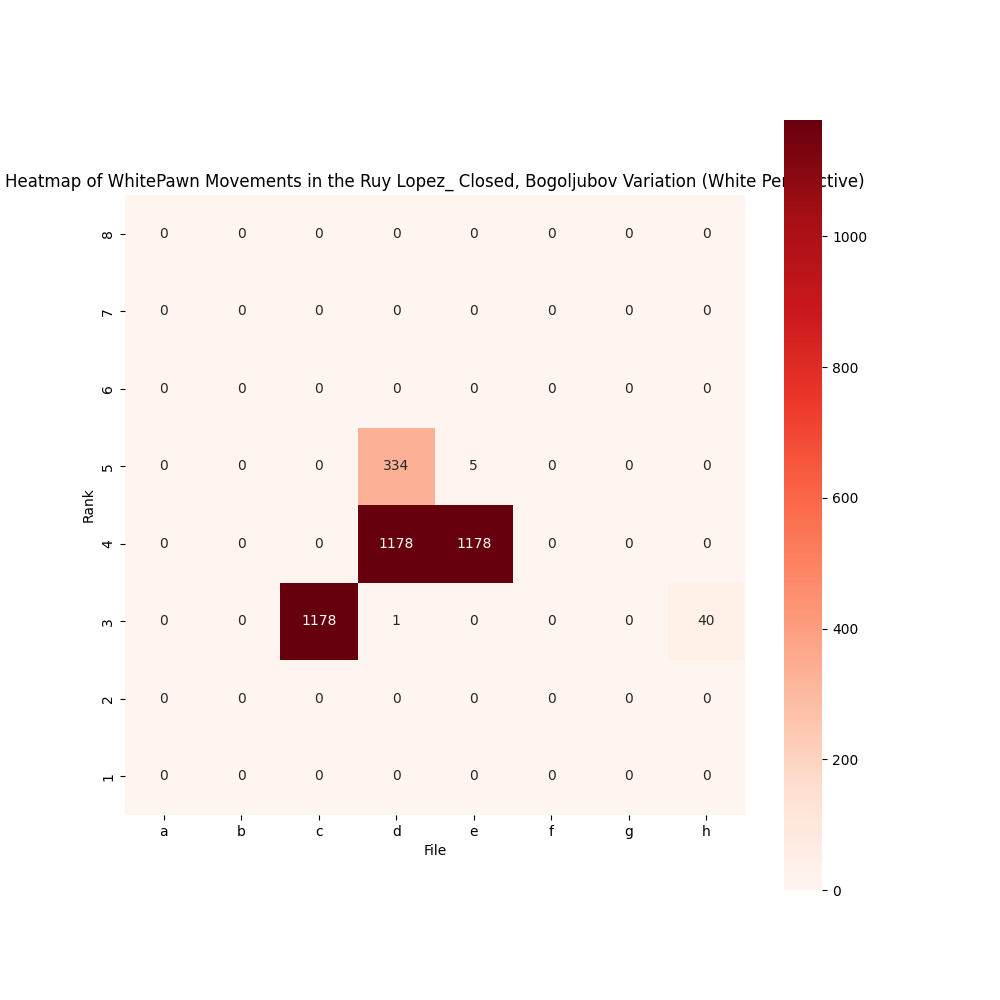 Heatmap of WhitePawn Movements in the Ruy Lopez_ Closed, Bogoljubov Variation (White Perspective)
8 0 0 0 0 0 0 0 0
7 0 0 0 0 0 0 0 0
6 0 0 0 0 0 0 0 0
5 0 0 0 334 5 0 0 0
Rank
4 0 0 0 1178 1178 0 0 0
3 0 0 1178 1 0 0 0 40
2 0 0 0 0 0 0 0 0
1 0 0 0 0 0 0 0 0
a b c d e f g h
File
1000
800
600
400
200
0